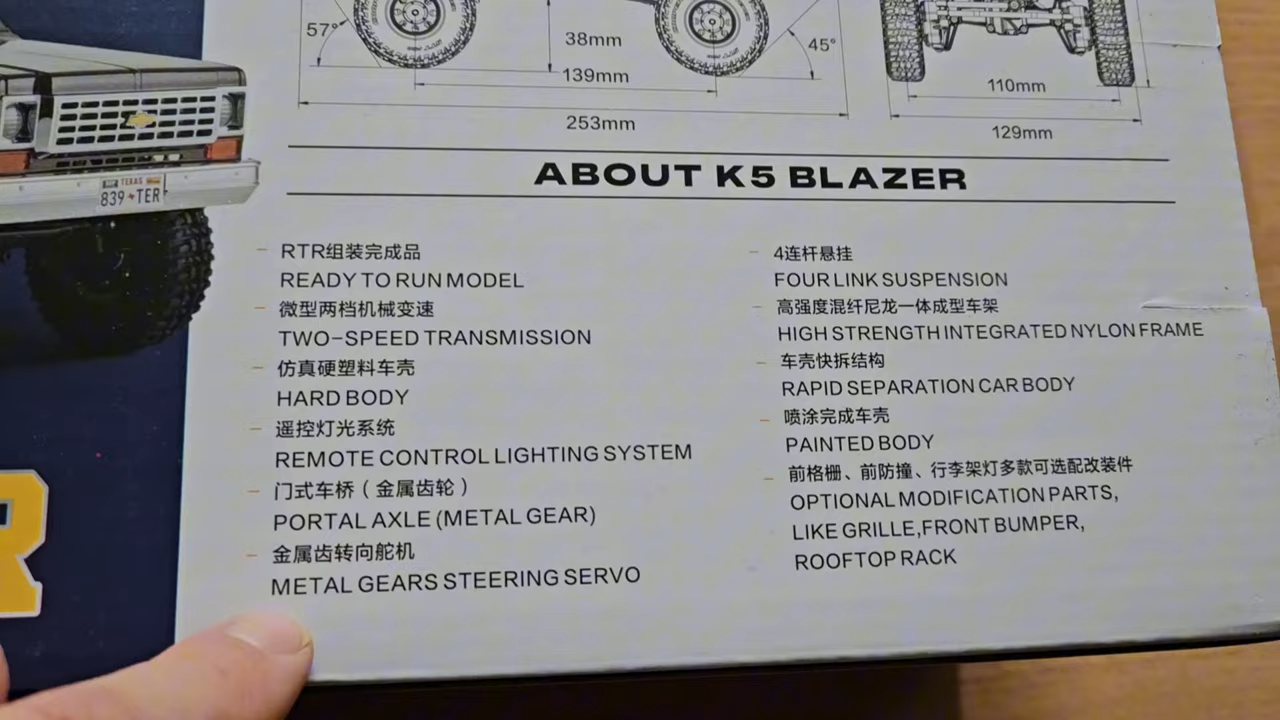 57°
38mm
45°
139mm
253mm
110mm
129mm
TEXAS
839 TER
R
ABOUT K5 BLAZER
RTR组装完成品
READY TO RUN MODEL
微型两档机械变速
TWO-SPEED TRANSMISSION
仿真硬塑料车壳
HARD BODY
遥控灯光系统
REMOTE CONTROL LIGHTING SYSTEM
门式车桥（金属齿轮）
PORTAL AXLE (METAL GEAR)
金属齿转向舵机
METAL GEARS STEERING SERVO
4连杆悬挂
FOUR LINK SUSPENSION
高强度混纤尼龙一体成型车架
HIGH STRENGTH INTEGRATED NYLON FRAME
车壳快拆结构
RAPID SEPARATION CAR BODY
喷涂完成车壳
PAINTED BODY
前格栅、前防撞、行李架灯多款可选配改装件
OPTIONAL MODIFICATION PARTS,
LIKE GRILLE,FRONT BUMPER,
ROOFTOP RACK